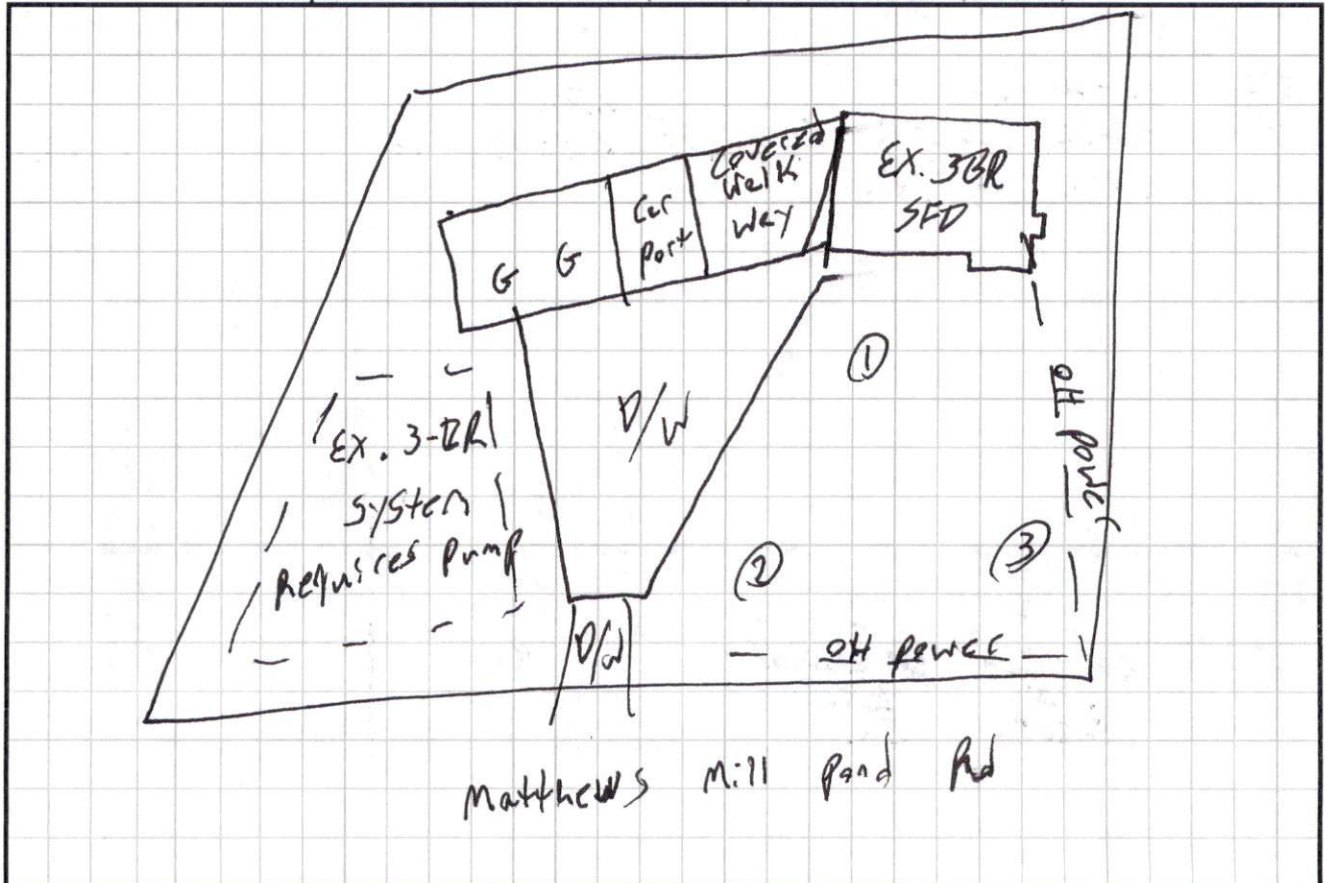 Covered
Walk
Way
EX. 3BR
SFD
Car
Port
G G
①
D/W
OH power
EX. 3-BR
System
Requires Pump
②
③
D/W
OH Power
Matthews Mill Pond Rd